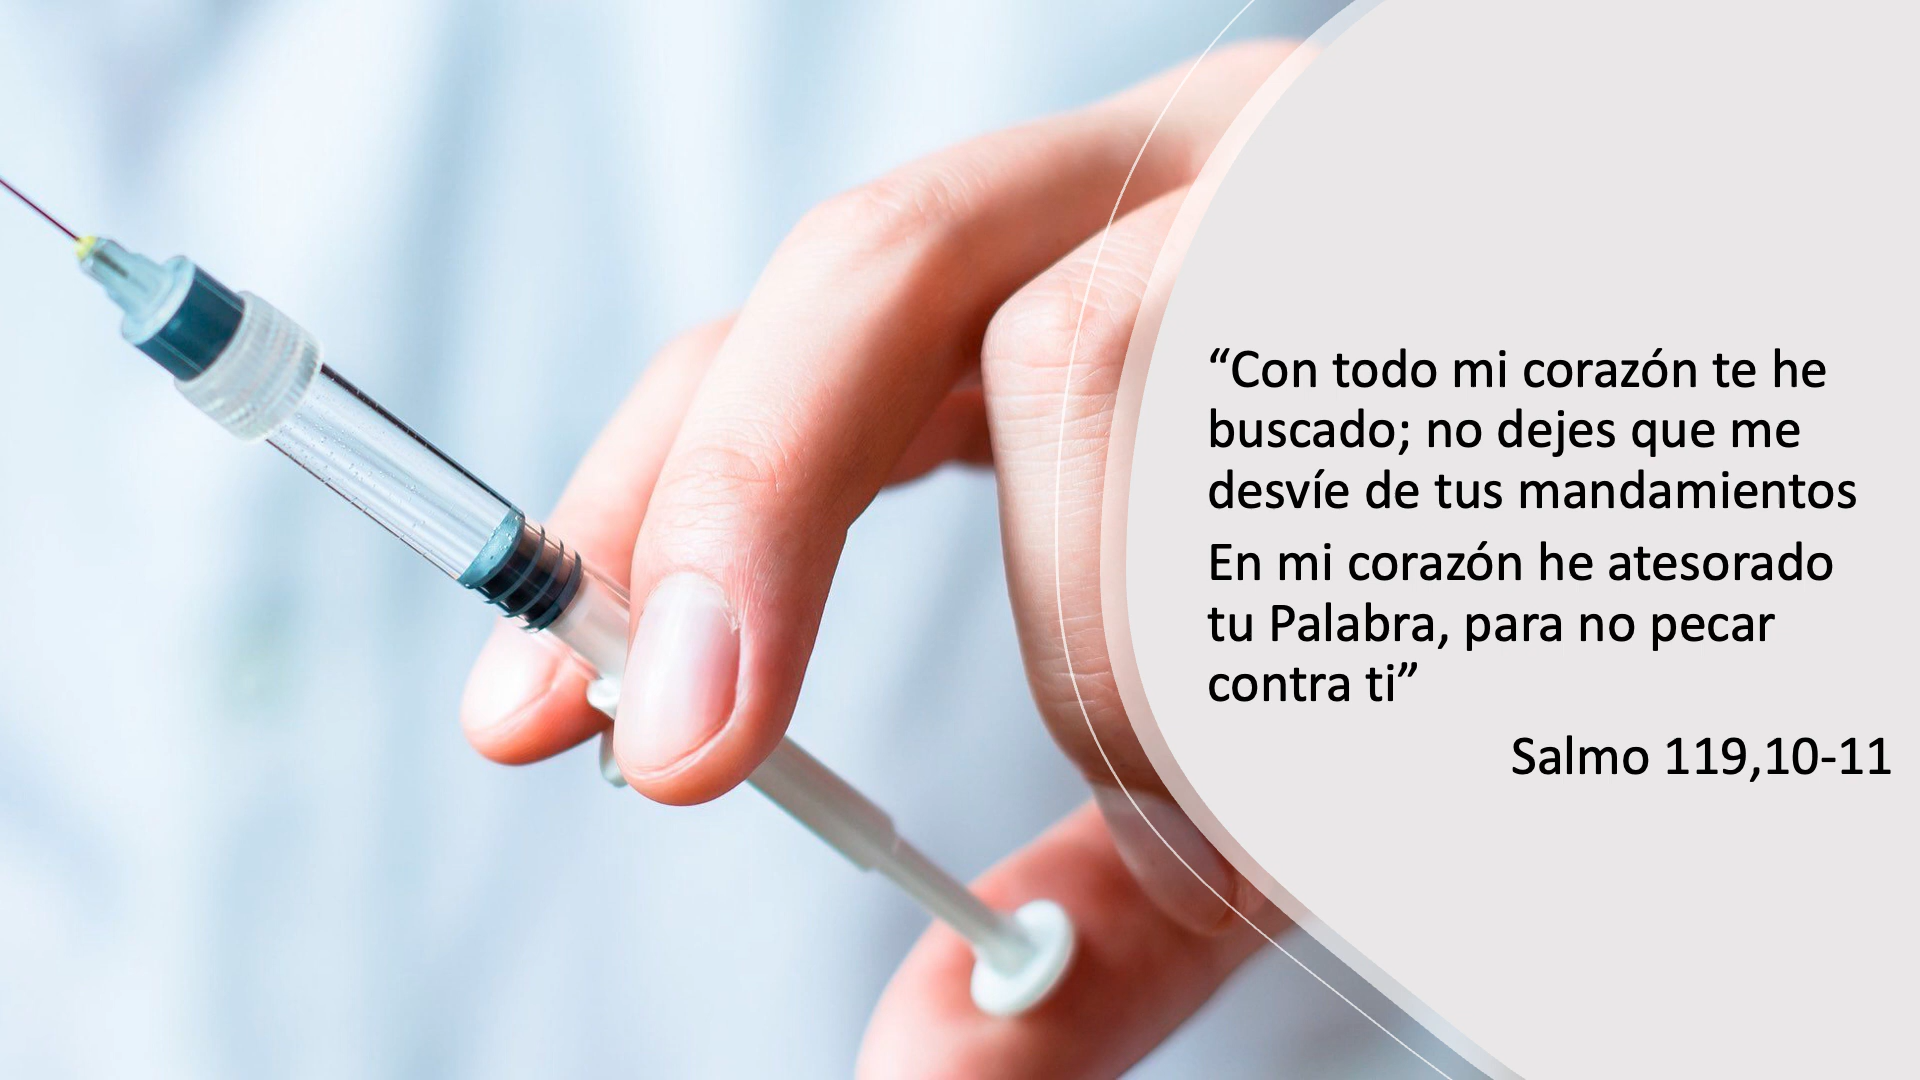 “Con todo mi corazón te he
buscado; no dejes que me
desvíe de tus mandamientos
En mi corazón he atesorado
tu Palabra, para no pecar
contra ti”
Salmo 119,10-11